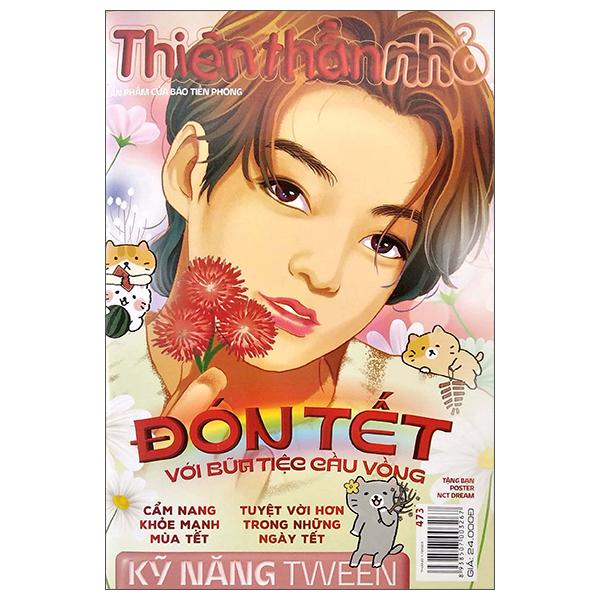 Thiên thần nhỏ
ẤN PHẨM CỦA BÁO TIỀN PHONG
ĐÓN TẾT
VỚI BỮA TIỆC CẦU VỒNG
TẶNG BẠN
POSTER
NCT DREAM
CẨM NANG
KHỎE MẠNH
MÙA TẾT
TUYỆT VỜI HƠN
TRONG NHỮNG
NGÀY TẾT
473
8938507003267
GIÁ: 24.000Đ
KỸ NĂNG TWEEN